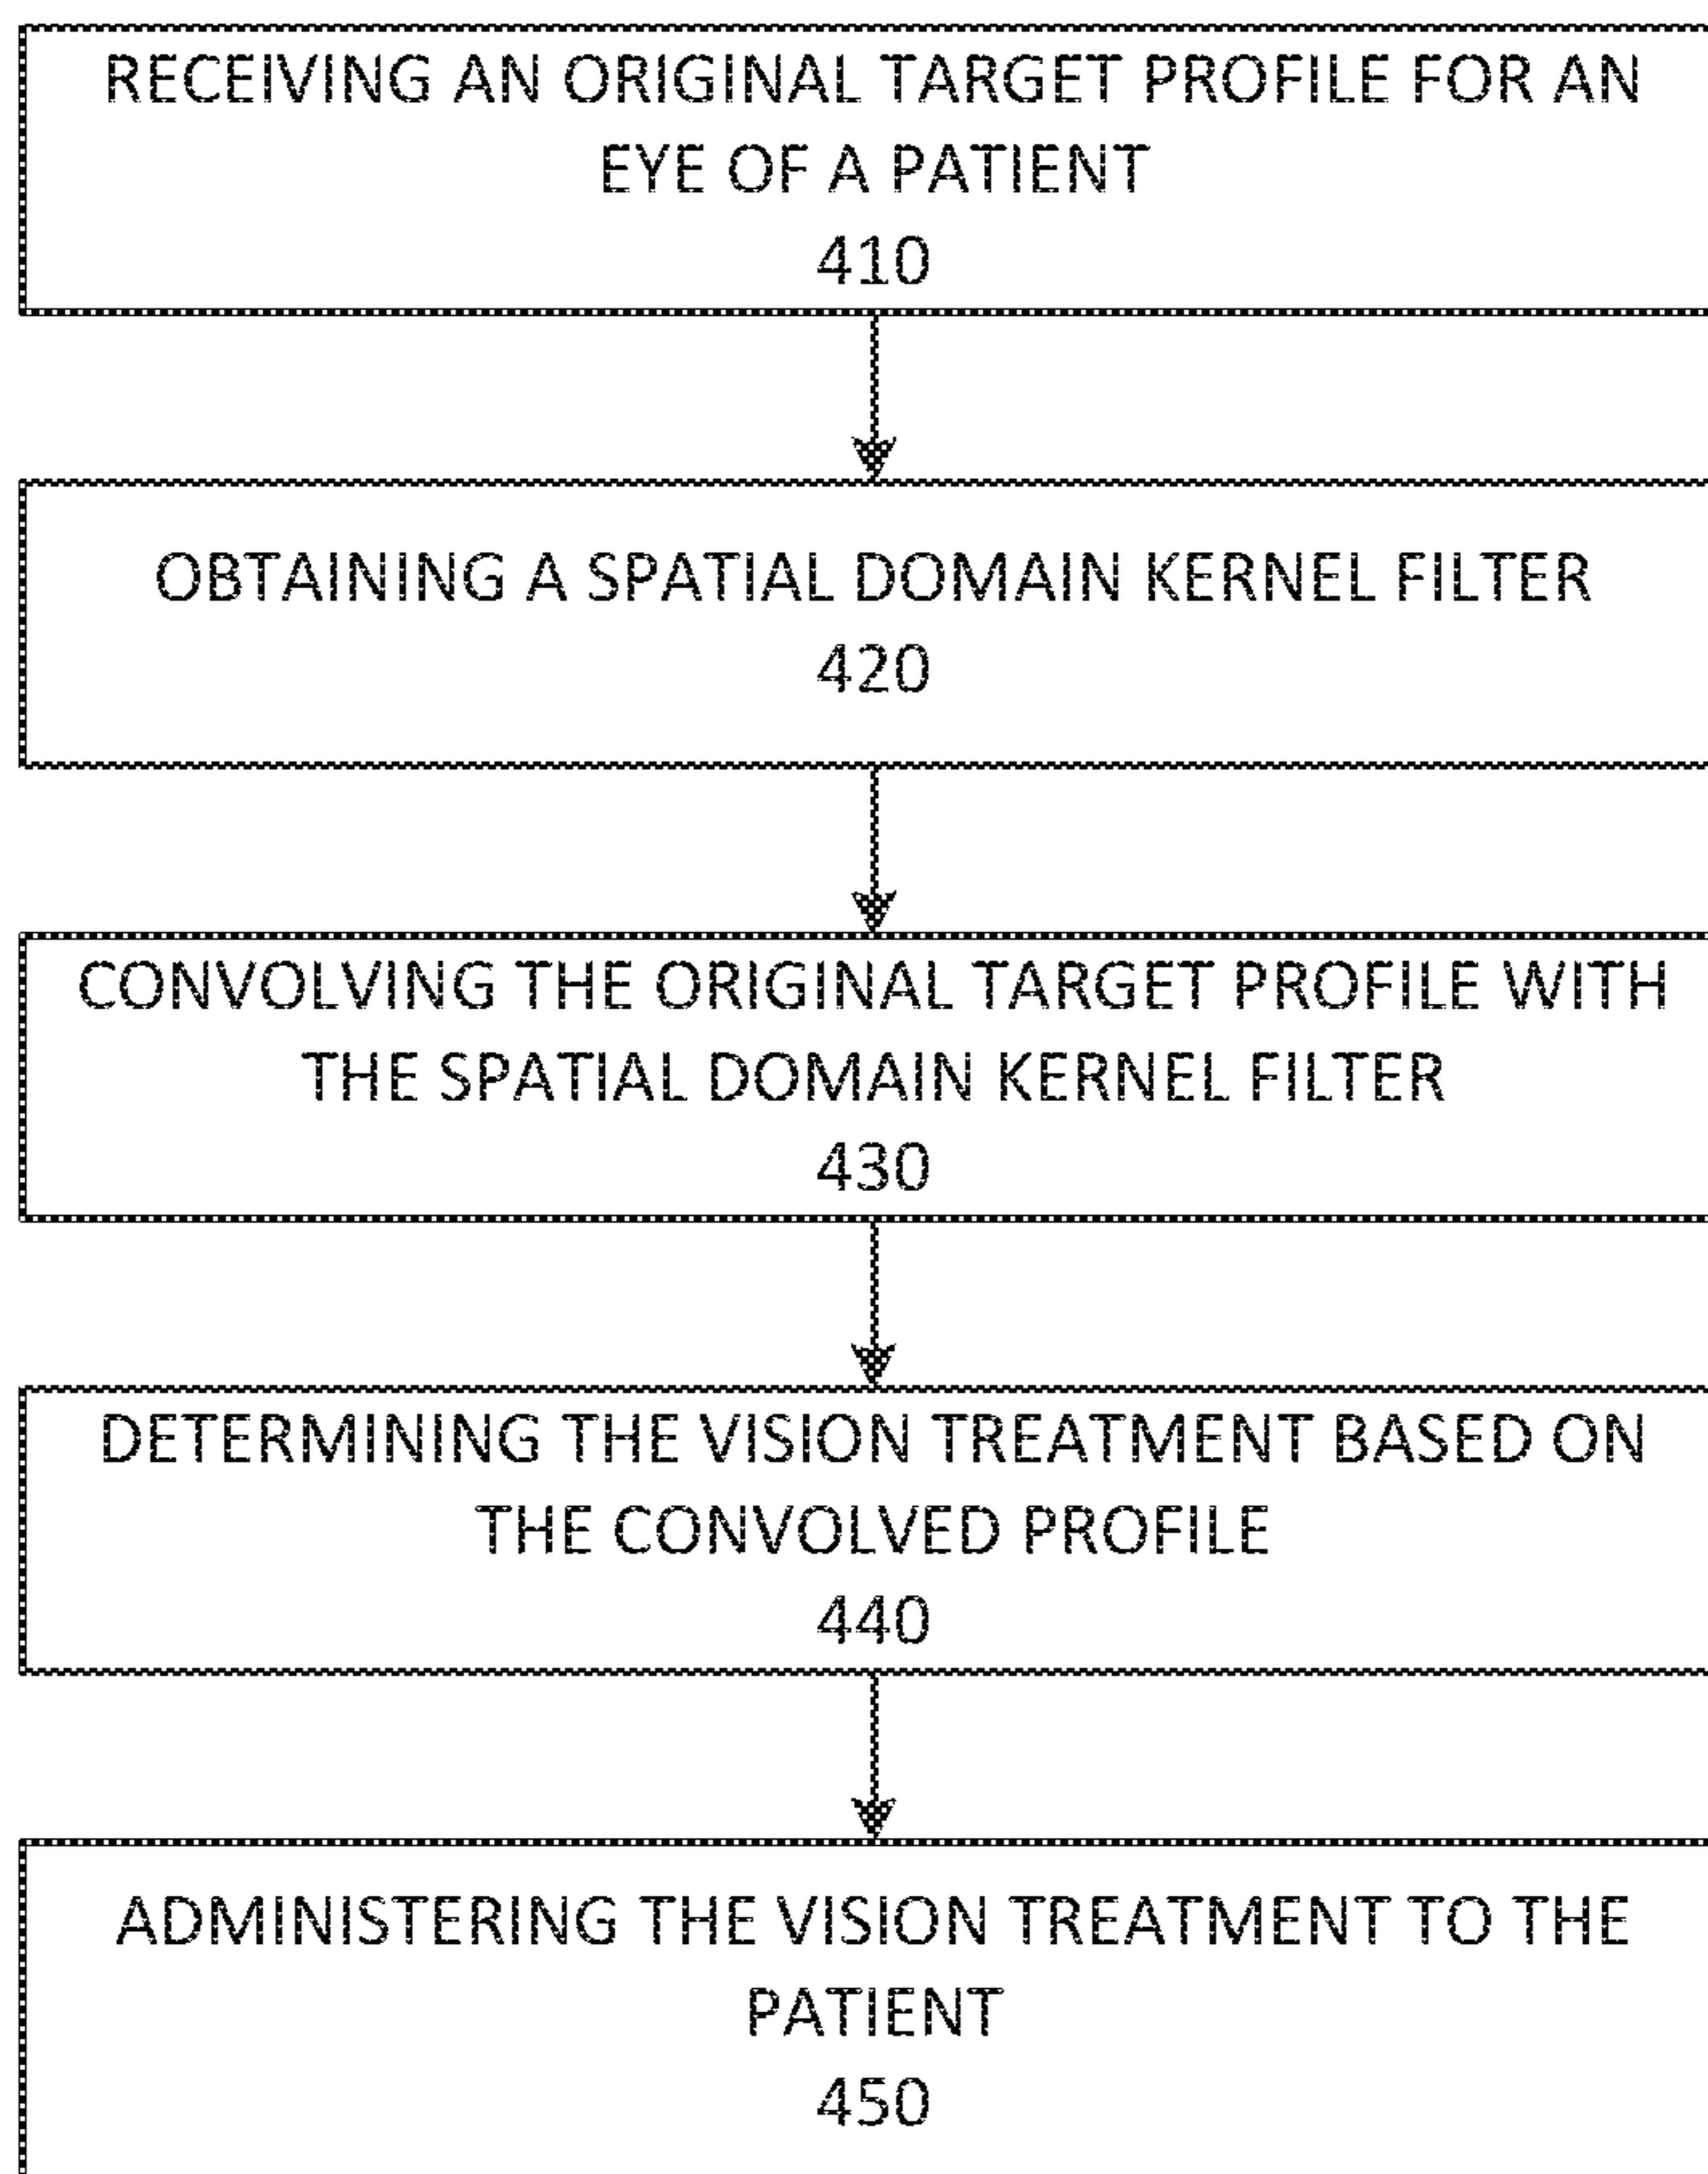 RECEIVING AN ORIGINAL TARGET PROFILE FOR AN
EYE OF A PATIENT
410
OBTAINING A SPATIAL DOMAIN KERNEL FILTER
420
CONVOLVING THE ORIGINAL TARGET PROFILE WITH
THE SPATIAL DOMAIN KERNEL FILTER
430
DETERMINING THE VISION TREATMENT BASED ON
THE CONVOLVED PROFILE
440
ADMINISTERING THE VISION TREATMENT TO THE
PATIENT
450